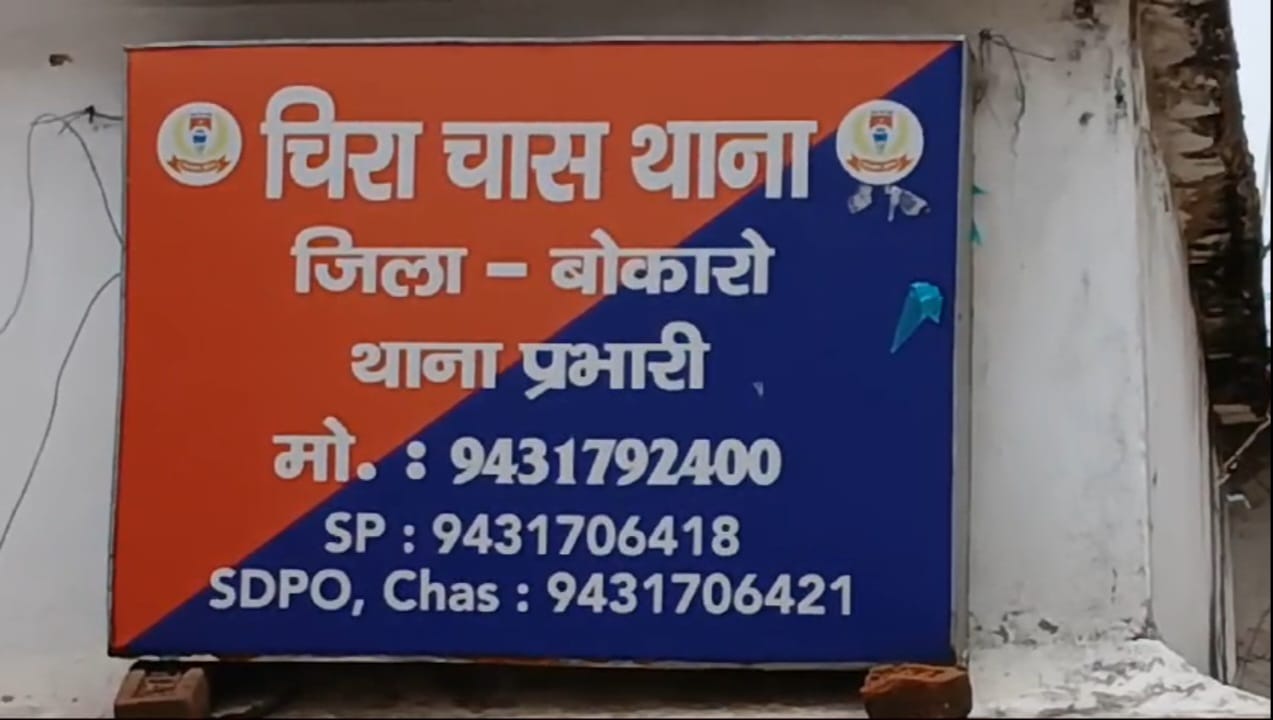 चिरा चास थाना
जिला - बोकारो
थाना प्रभारी
मो. : 9431792400
SP : 9431706418
SDPO, Chas : 9431706421